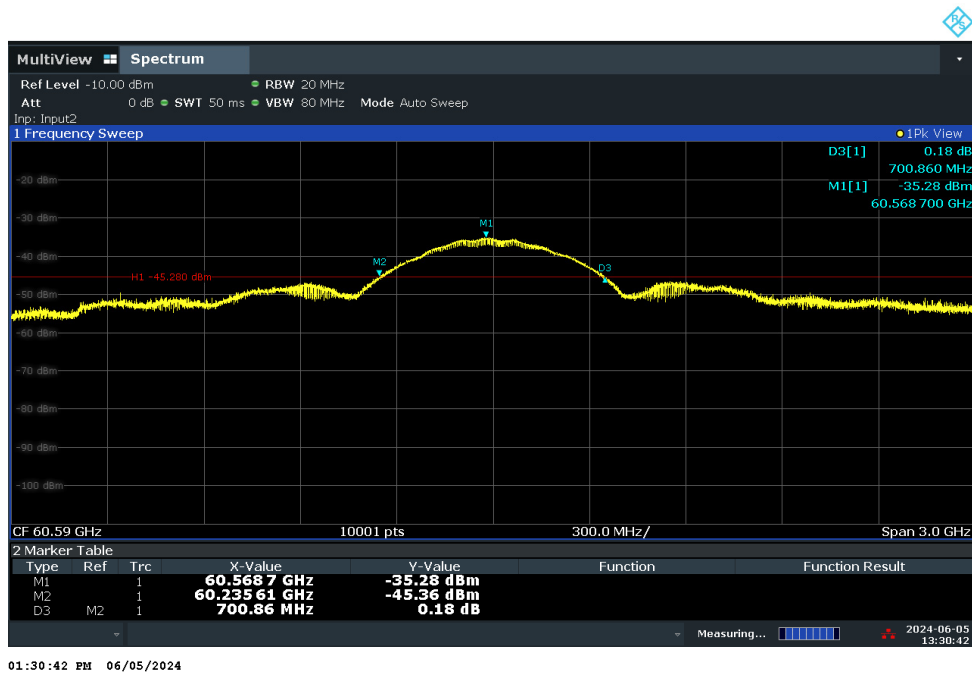 R&S
MultiView Spectrum
Ref Level -10.00 dBm RBW 20 MHz
Att 0 dB SWT 50 ms VBW 80 MHz Mode Auto Sweep
Inp: Input2
1 Frequency Sweep 1Pk View
D3[1] 0.18 dB
700.860 MHz
M1[1] -35.28 dBm
60.568 700 GHz
-20 dBm
-30 dBm
M1
-40 dBm
M2
D3
H1 -45.280 dBm
-50 dBm
-60 dBm
-70 dBm
-80 dBm
-90 dBm
-100 dBm
CF 60.59 GHz 10001 pts 300.0 MHz/ Span 3.0 GHz
2 Marker Table
Type Ref Trc X-Value Y-Value Function Function Result
M1 1 60.568 7 GHz -35.28 dBm
M2 1 60.235 61 GHz -45.36 dBm
D3 M2 1 700.86 MHz 0.18 dB
Measuring... 2024-06-05
13:30:42
01:30:42 PM 06/05/2024